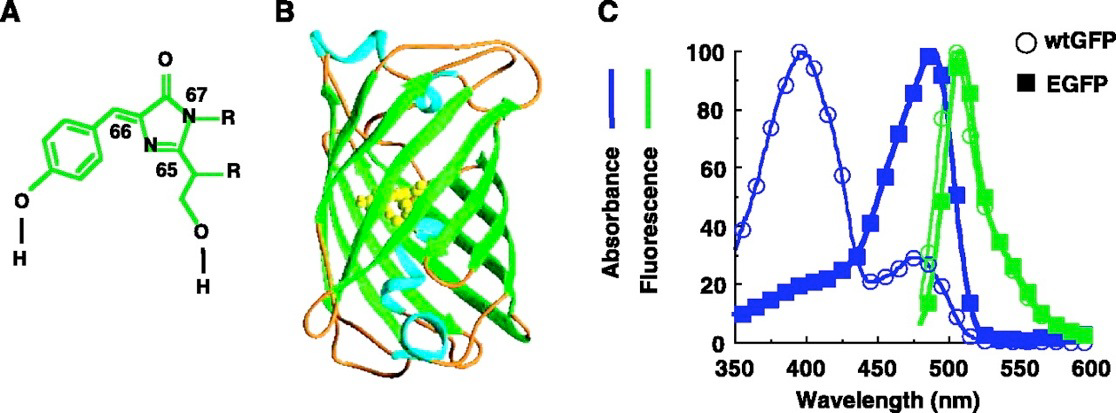 A
O
67
N
R
66
N
65
R
O
H
O
H
B
C
Absorbance
Fluorescence
100
80
60
40
20
0
350
400
450
500
550
600
Wavelength (nm)
wtGFP
EGFP